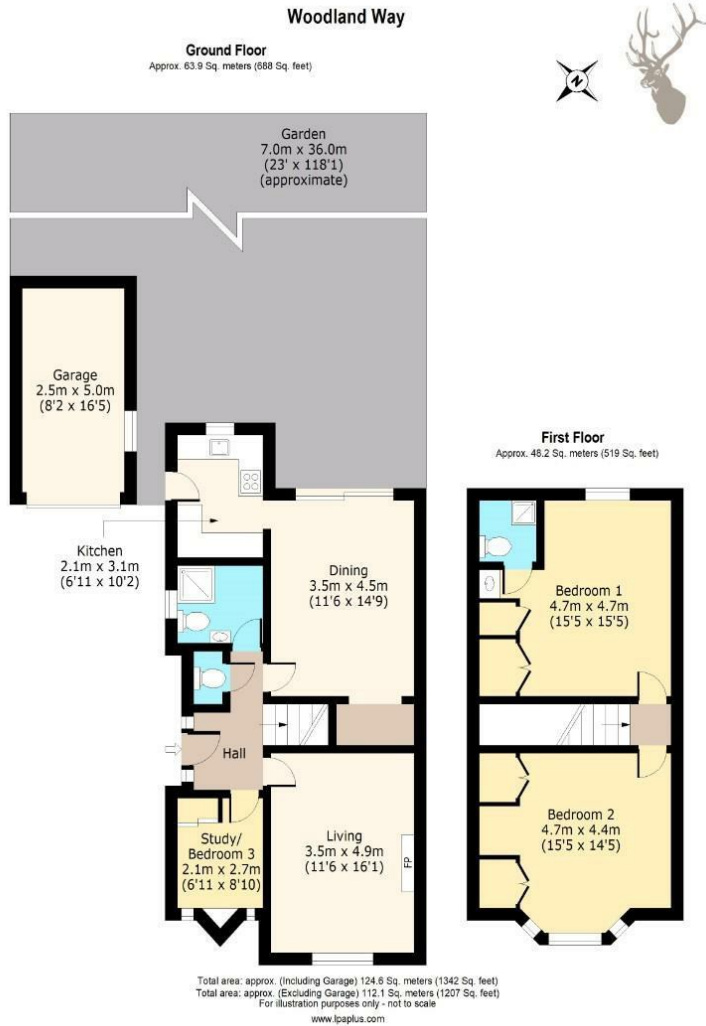 Woodland Way
Ground Floor
Approx. 63.9 Sq. meters (688 Sq. feet)
N
Garden
7.0m x 36.0m
(23' x 118'1)
(approximate)
Garage
2.5m x 5.0m
(8'2 x 16'5)
Kitchen
2.1m x 3.1m
(6'11 x 10'2)
Dining
3.5m x 4.5m
(11'6 x 14'9)
Hall
Study/
Bedroom 3
2.1m x 2.7m
(6'11 x 8'10)
Living
3.5m x 4.9m
(11'6 x 16'1)
FP
First Floor
Approx. 48.2 Sq. meters (519 Sq. feet)
Bedroom 1
4.7m x 4.7m
(15'5 x 15'5)
Bedroom 2
4.7m x 4.4m
(15'5 x 14'5)
Total area: approx. (Including Garage) 124.6 Sq. meters (1342 Sq. feet)
Total area: approx. (Excluding Garage) 112.1 Sq. meters (1207 Sq. feet)
For illustration purposes only - not to scale
www.lpaplus.com